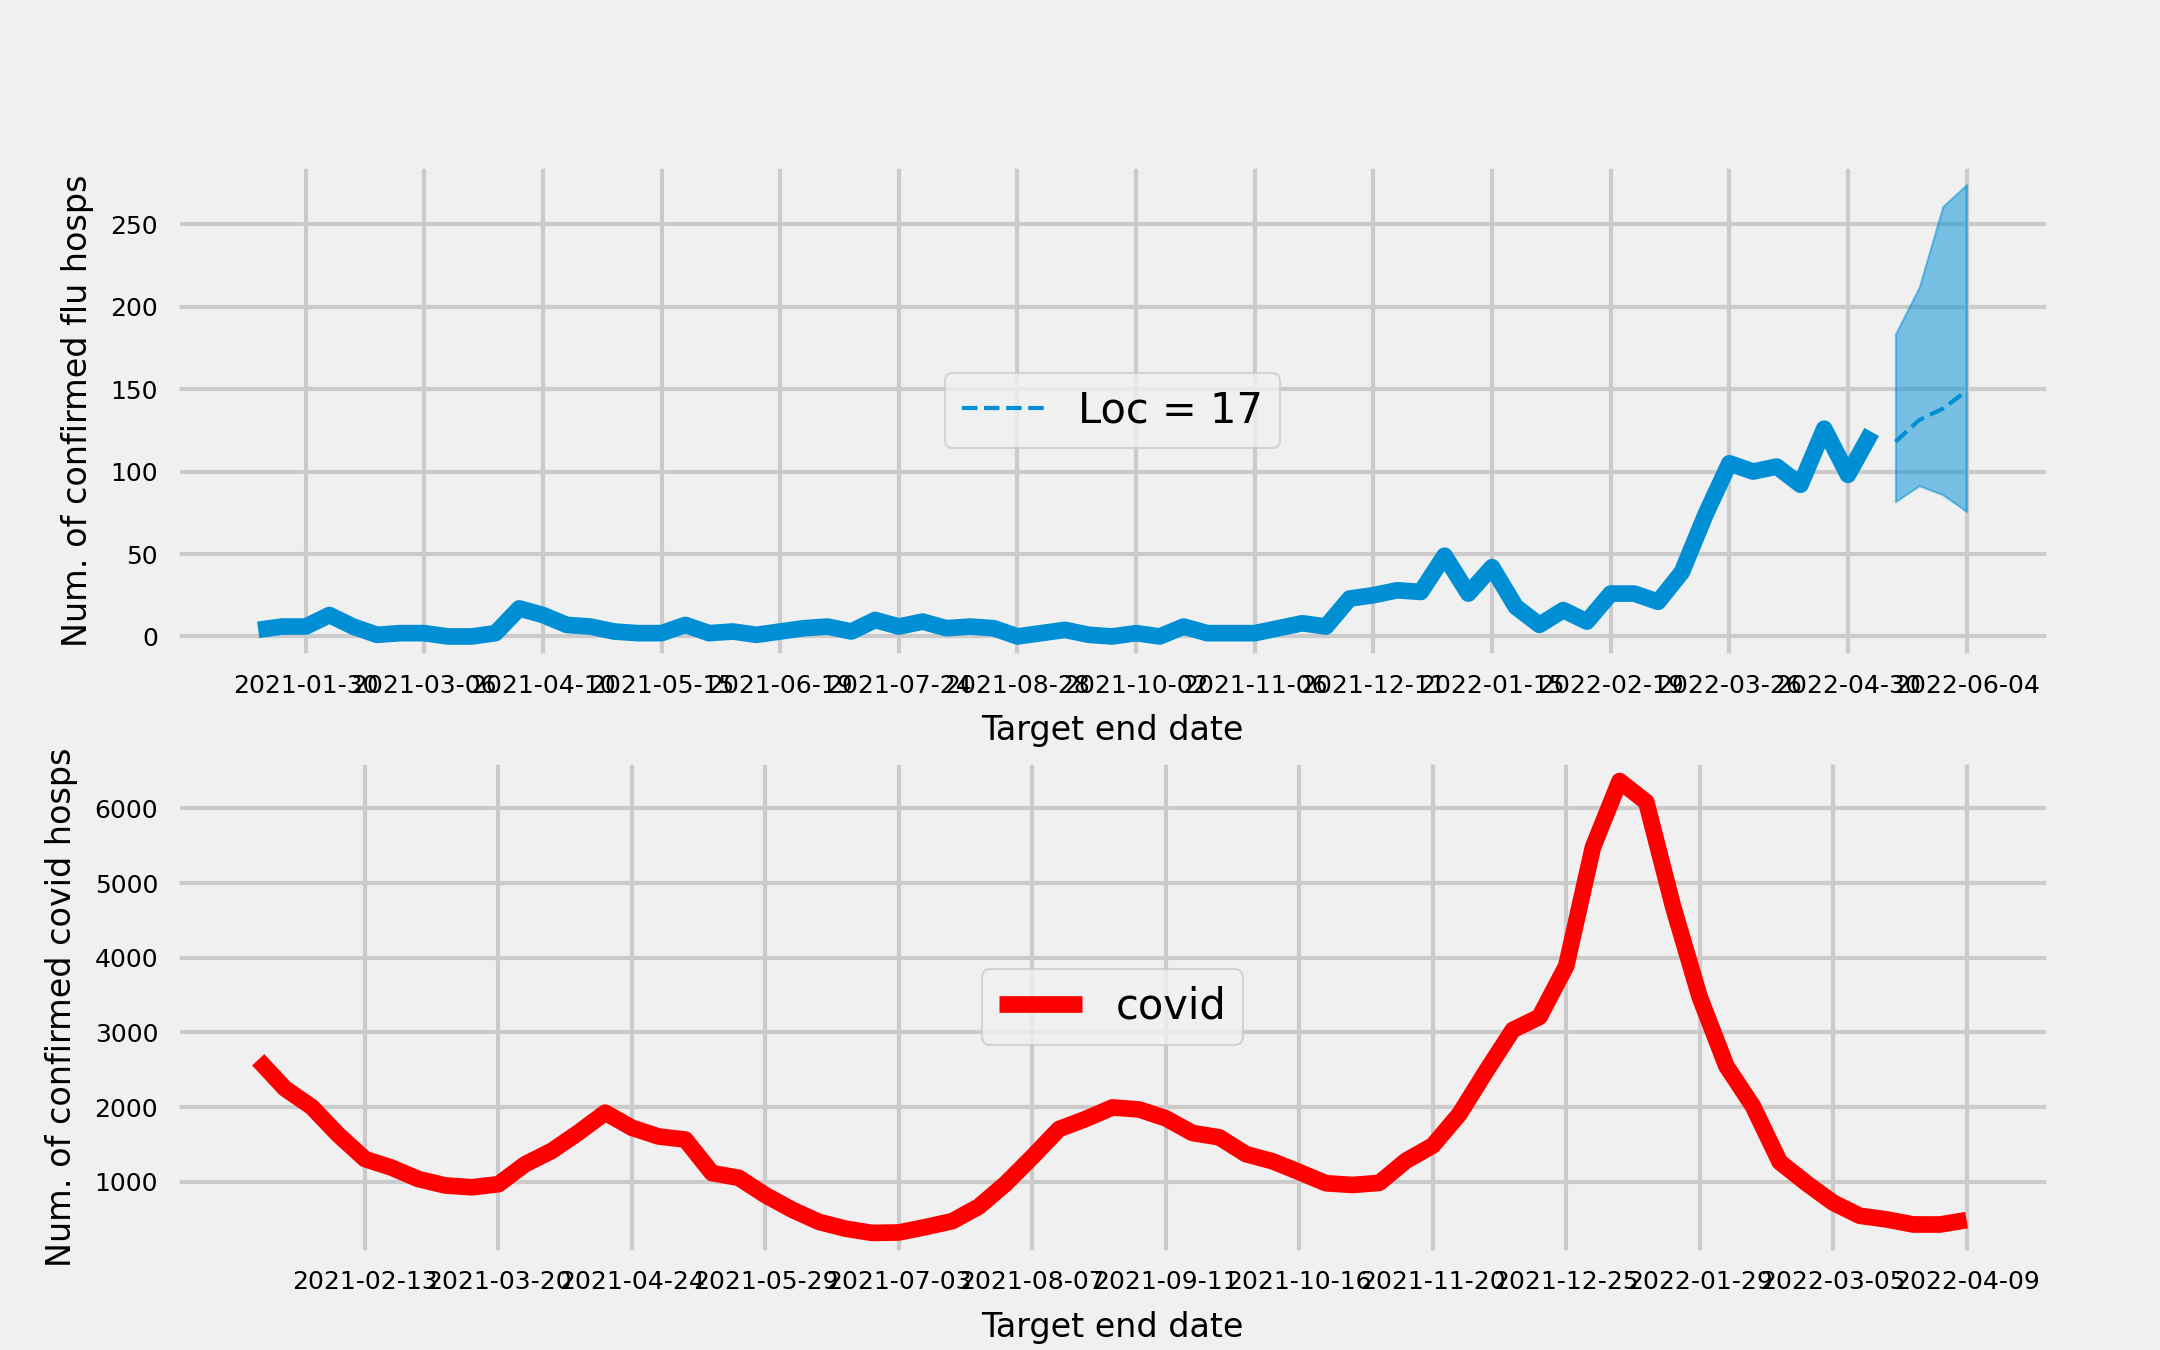 Num. of confirmed flu hosps
250
200
150
100
50
0
Loc = 17
2021-01-30 2021-03-06 2021-04-10 2021-05-15 2021-06-19 2021-07-24 2021-08-28 2021-10-02 2021-11-06 2021-12-11 2022-01-15 2022-02-19 2022-03-26 2022-04-30 2022-06-04
Target end date
Num. of confirmed covid hosps
6000
5000
4000
3000
2000
1000
covid
2021-02-13 2021-03-20 2021-04-24 2021-05-29 2021-07-03 2021-08-07 2021-09-11 2021-10-16 2021-11-20 2021-12-25 2022-01-29 2022-03-05 2022-04-09
Target end date